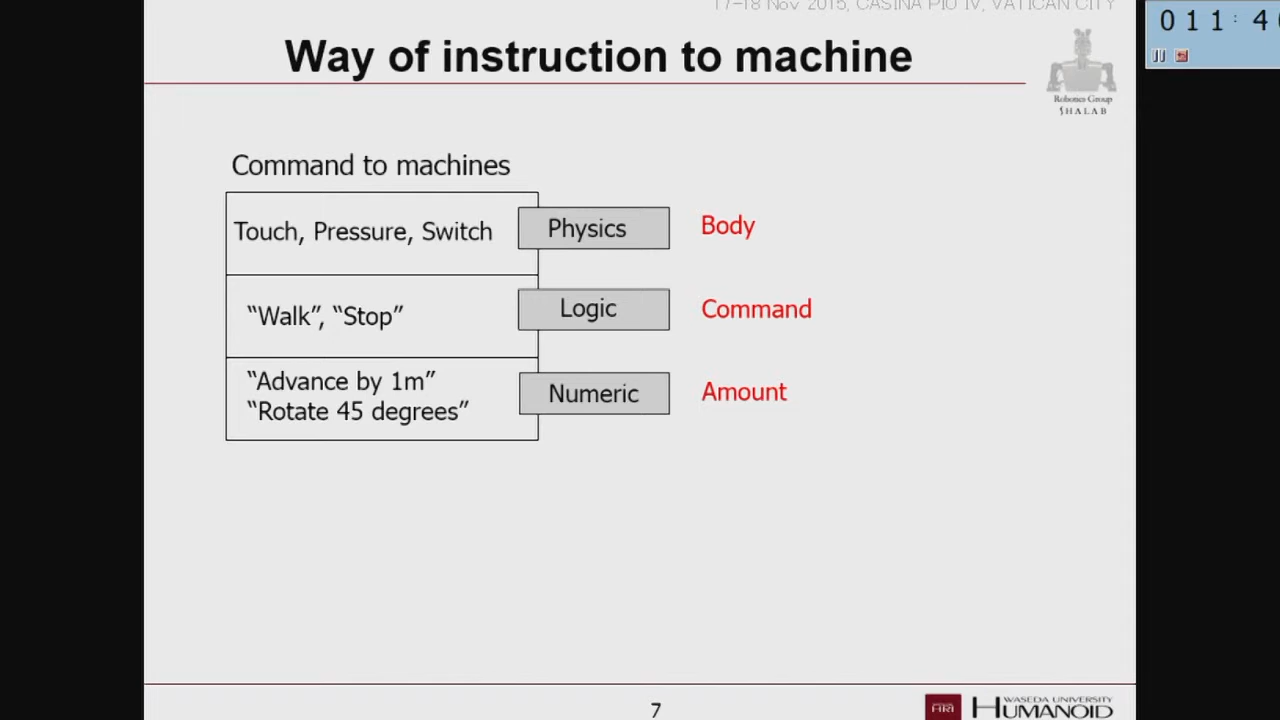 17-18 Nov 2015, CASINA PIO IV, VATICAN CITY
011:4
Way of instruction to machine
Robotics Group
SHALAB
Command to machines
Touch, Pressure, Switch
Physics
Body
“Walk”, “Stop”
Logic
Command
“Advance by 1m”
“Rotate 45 degrees”
Numeric
Amount
7
WASEDA UNIVERSITY
HUMANOID